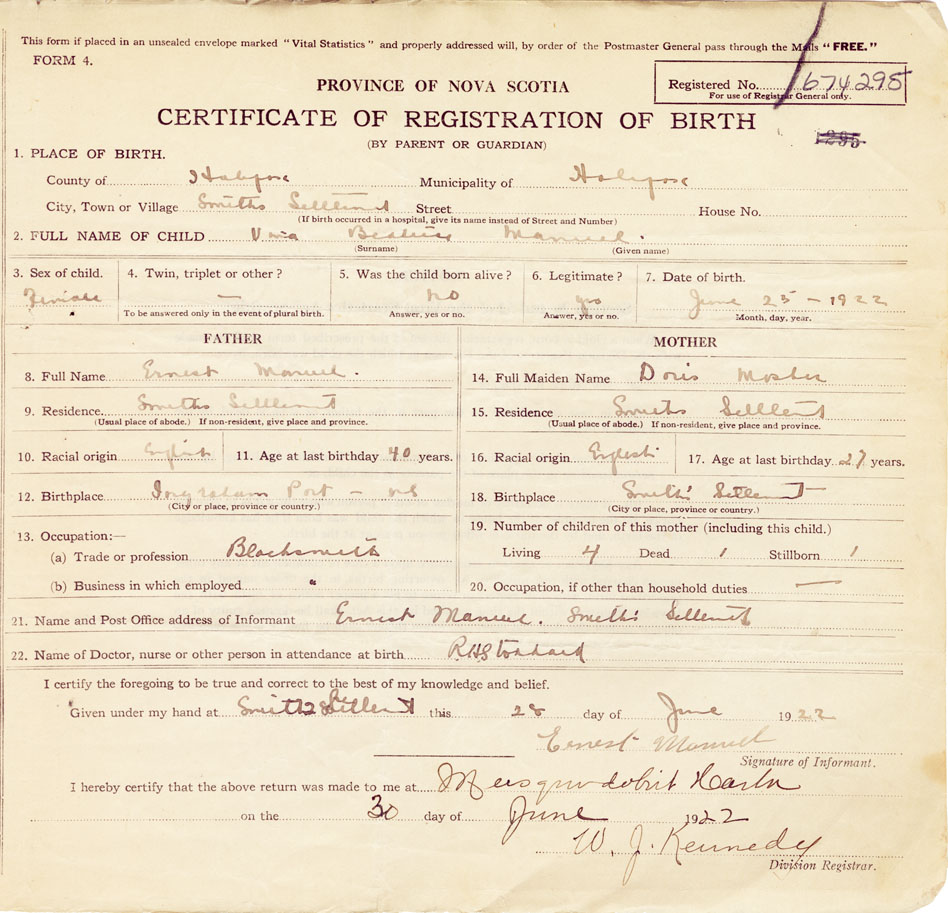 This form if placed in an unsealed envelope marked "Vital Statistics" and properly addressed will, by order of the Postmaster General pass through the Mails "FREE."
FORM 4.
PROVINCE OF NOVA SCOTIA
Registered No. 674295
For use of Registrar General only.
CERTIFICATE OF REGISTRATION OF BIRTH
(BY PARENT OR GUARDIAN)
1295
1. PLACE OF BIRTH.
County of Halifax Municipality of Halifax
City, Town or Village Smiths Settlement Street House No.
(If birth occurred in a hospital, give its name instead of Street and Number)
2. FULL NAME OF CHILD Beatrice Manuel.
(Surname) (Given name)
3. Sex of child. 4. Twin, triplet or other? 5. Was the child born alive? 6. Legitimate? 7. Date of birth.
Female — no yes June 25 - 1922
To be answered only in the event of plural birth. Answer, yes or no. Answer, yes or no. Month, day, year.
FATHER MOTHER
8. Full Name Ernest Manuel. 14. Full Maiden Name Doris Mosher
9. Residence. Smiths Settlement 15. Residence Smiths Settlement
(Usual place of abode.) If non-resident, give place and province. (Usual place of abode.) If non-resident, give place and province.
10. Racial origin English 11. Age at last birthday 40 years. 16. Racial origin English 17. Age at last birthday 27 years.
12. Birthplace Port - NS 18. Birthplace Smith's Settlement
(City or place, province or country.) (City or place, province or country.)
13. Occupation:— 19. Number of children of this mother (including this child.)
(a) Trade or profession Blacksmith Living 4 Dead 1 Stillborn 1
(b) Business in which employed " 20. Occupation, if other than household duties —
21. Name and Post Office address of Informant Ernest Manuel. Smith's Settlement
22. Name of Doctor, nurse or other person in attendance at birth R H Stoddard
I certify the foregoing to be true and correct to the best of my knowledge and belief.
Given under my hand at Smiths Settlement this 28 day of June 1922
Ernest Manuel
Signature of Informant.
I hereby certify that the above return was made to me at Musquodoboit Harbor
on the 30 day of June 1922
W. J. Kennedy
Division Registrar.